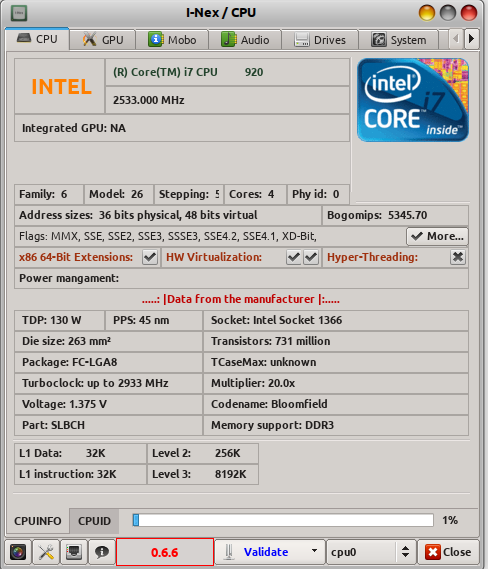 I-Nex / CPU
CPU GPU Mobo Audio Drives System
INTEL
(R) Core(TM) i7 CPU 920
2533.000 MHz
Integrated GPU: NA
intel
CORE i7
inside
Family: 6 Model: 26 Stepping: Cores: 4 Phy id: 0
Address sizes: 36 bits physical, 48 bits virtual Bogomips: 5345.70
Flags: MMX, SSE, SSE2, SSE3, SSSE3, SSE4.2, SSE4.1, XD-Bit, More...
x86 64-Bit Extensions: HW Virtualization: Hyper-Threading:
Power mangament:
.....: |Data from the manufacturer |:.....
TDP: 130 W PPS: 45 nm Socket: Intel Socket 1366
Die size: 263 mm² Transistors: 731 million
Package: FC-LGA8 TCaseMax: unknown
Turboclock: up to 2933 MHz Multiplier: 20.0x
Voltage: 1.375 V Codename: Bloomfield
Part: SLBCH Memory support: DDR3
L1 Data: 32K Level 2: 256K
L1 instruction: 32K Level 3: 8192K
CPUINFO CPUID 1%
0.6.6 Validate cpu0 Close